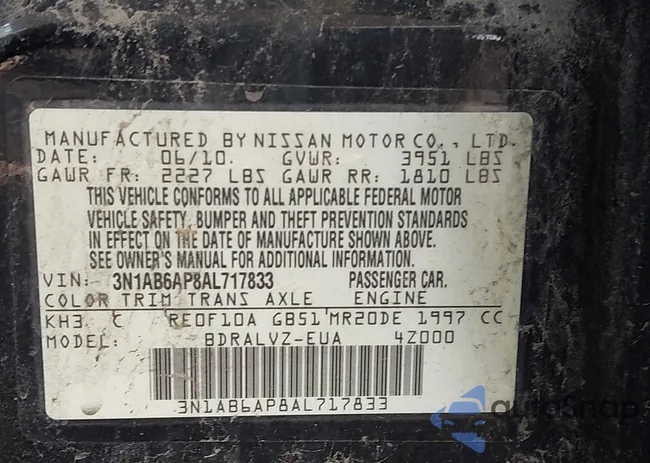 MANUFACTURED BY NISSAN MOTOR CO., LTD.
DATE: 06/10. GVWR: 3951 LBS
GAWR FR: 2227 LBS GAWR RR: 1810 LBS
THIS VEHICLE CONFORMS TO ALL APPLICABLE FEDERAL MOTOR
VEHICLE SAFETY, BUMPER AND THEFT PREVENTION STANDARDS
IN EFFECT ON THE DATE OF MANUFACTURE SHOWN ABOVE.
SEE OWNER'S MANUAL FOR ADDITIONAL INFORMATION.
VIN: 3N1AB6AP8AL717833 PASSENGER CAR.
COLOR TRIM TRANS AXLE ENGINE
KH3 C RE0F10A GB51 MR20DE 1997 CC
MODEL: BDRALVZ-EUA 4Z000
3N1AB6AP8AL717833
autoSnap